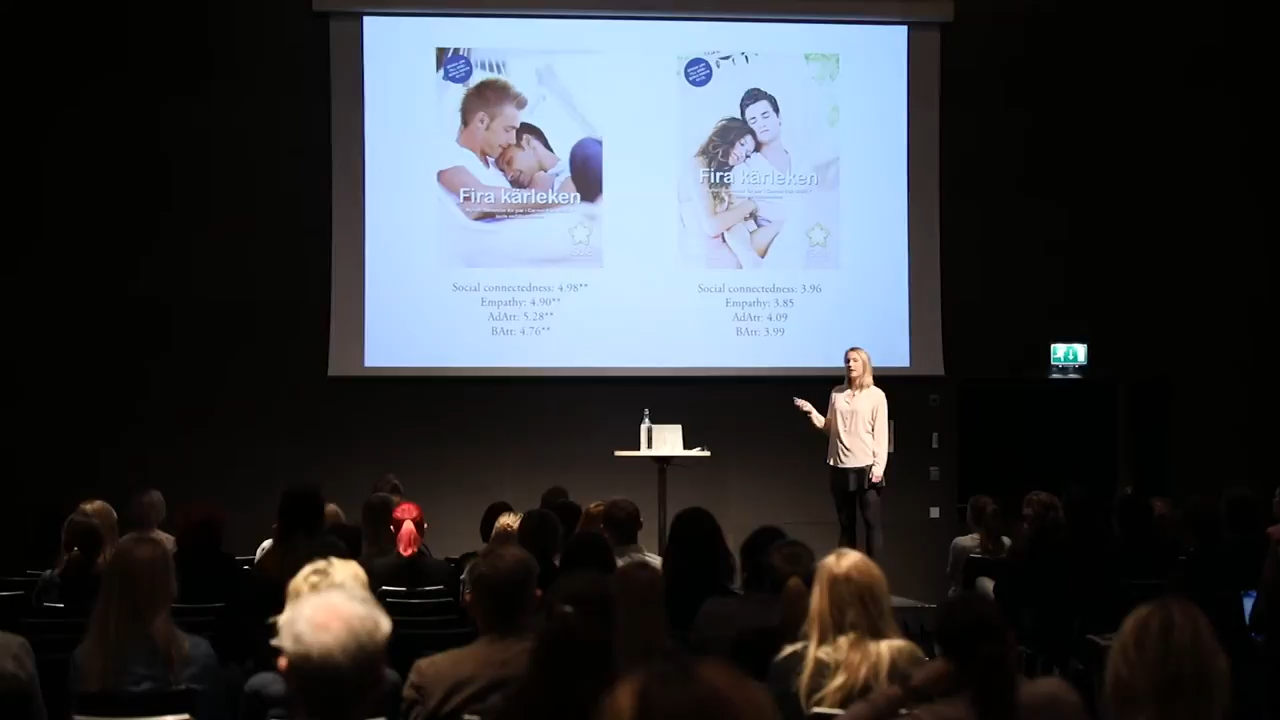 Fira kärleken
Social connectedness: 4.98**
Empathy: 4.90**
AdAtt: 5.28**
BAtt: 4.76**
Fira kärleken
Social connectedness: 3.96
Empathy: 3.85
AdAtt: 4.09
BAtt: 3.99